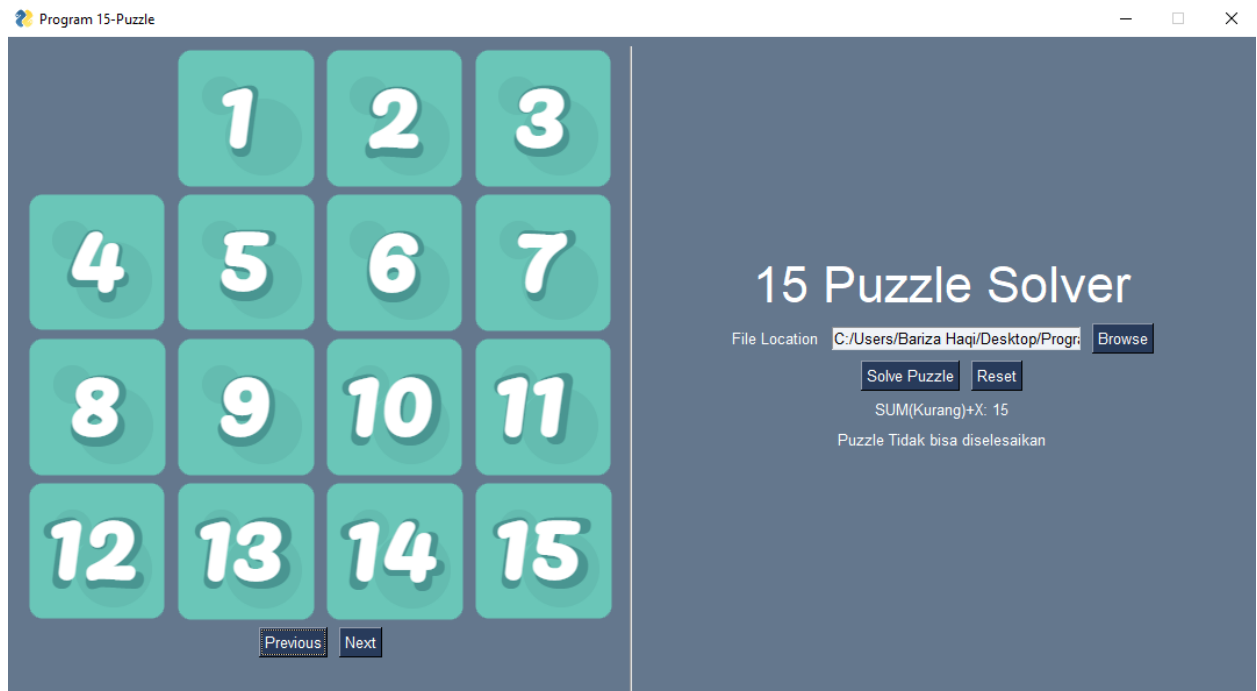 Program 15-Puzzle
1 2 3
4 5 6 7
8 9 10 11
12 13 14 15
Previous Next
15 Puzzle Solver
File Location C:/Users/Bariza Haqi/Desktop/Progra Browse
Solve Puzzle Reset
SUM(Kurang)+X: 15
Puzzle Tidak bisa diselesaikan